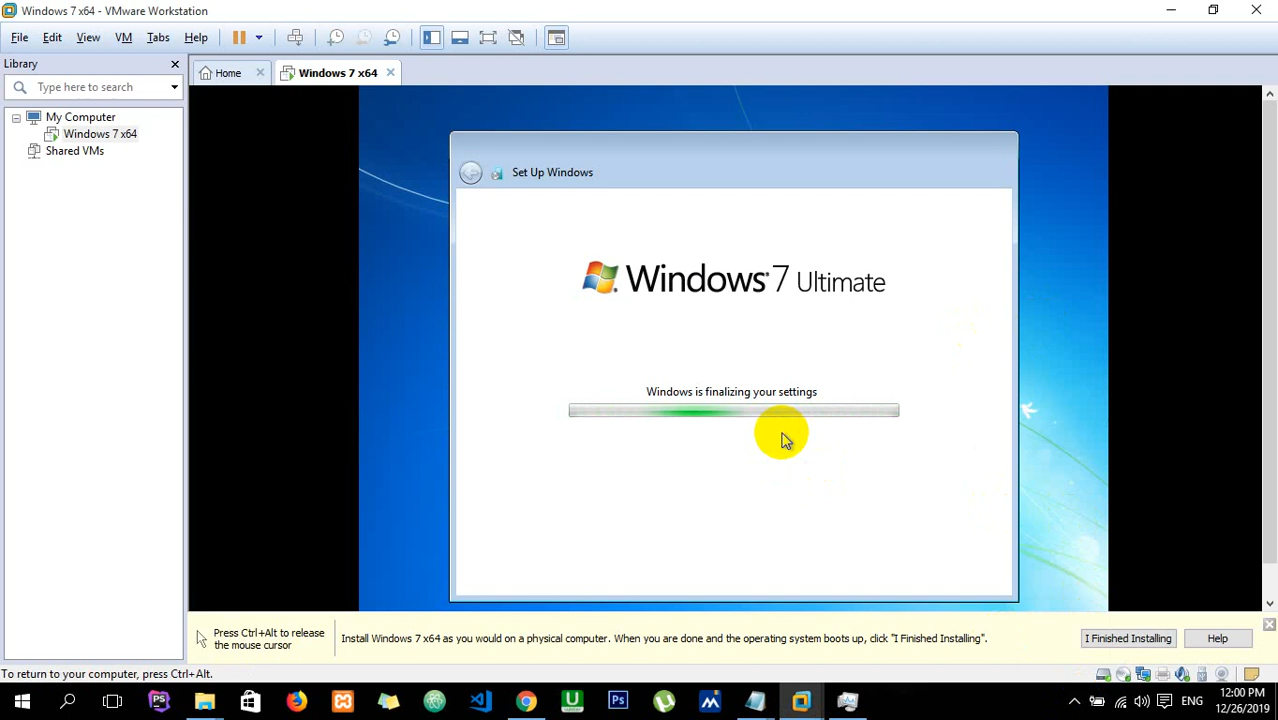 Windows 7 x64 - VMware Workstation
File Edit View VM Tabs Help
Library
Type here to search
My Computer
Windows 7 x64
Shared VMs
Home
Windows 7 x64
Set Up Windows
Windows 7 Ultimate
Windows is finalizing your settings
Press Ctrl+Alt to release
the mouse cursor
Install Windows 7 x64 as you would on a physical computer. When you are done and the operating system boots up, click "I Finished Installing".
I Finished Installing
Help
To return to your computer, press Ctrl+Alt.
PS
U
Ps
ENG
12:00 PM
12/26/2019